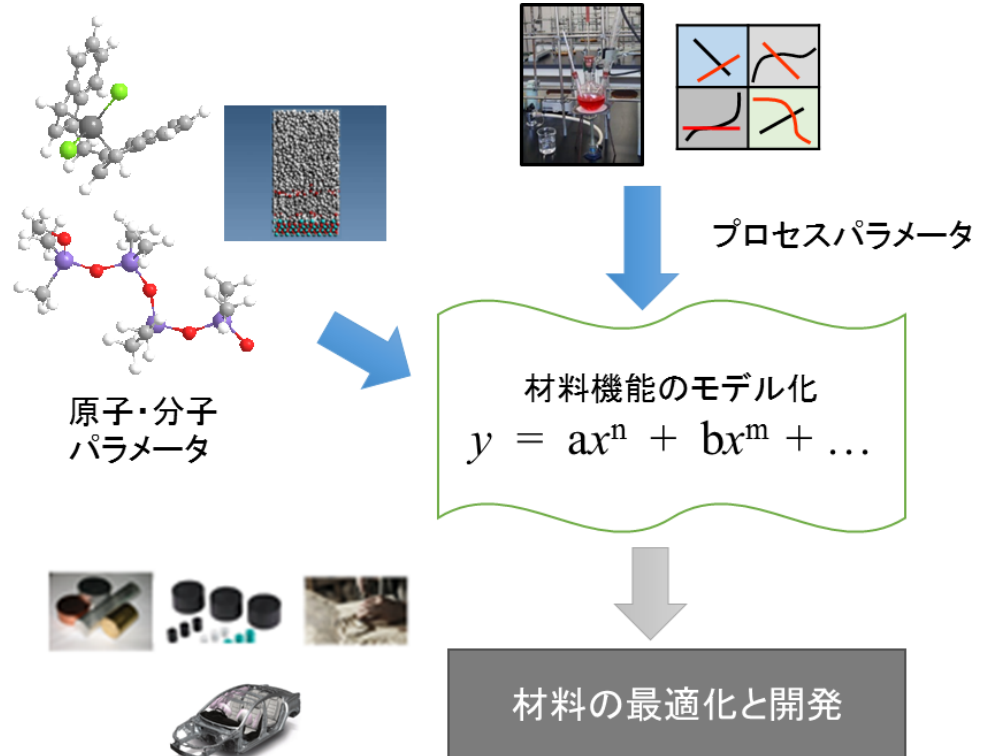 プロセスパラメータ
原子・分子
パラメータ
材料機能のモデル化
y = axⁿ + bxᵐ + …
材料の最適化と開発